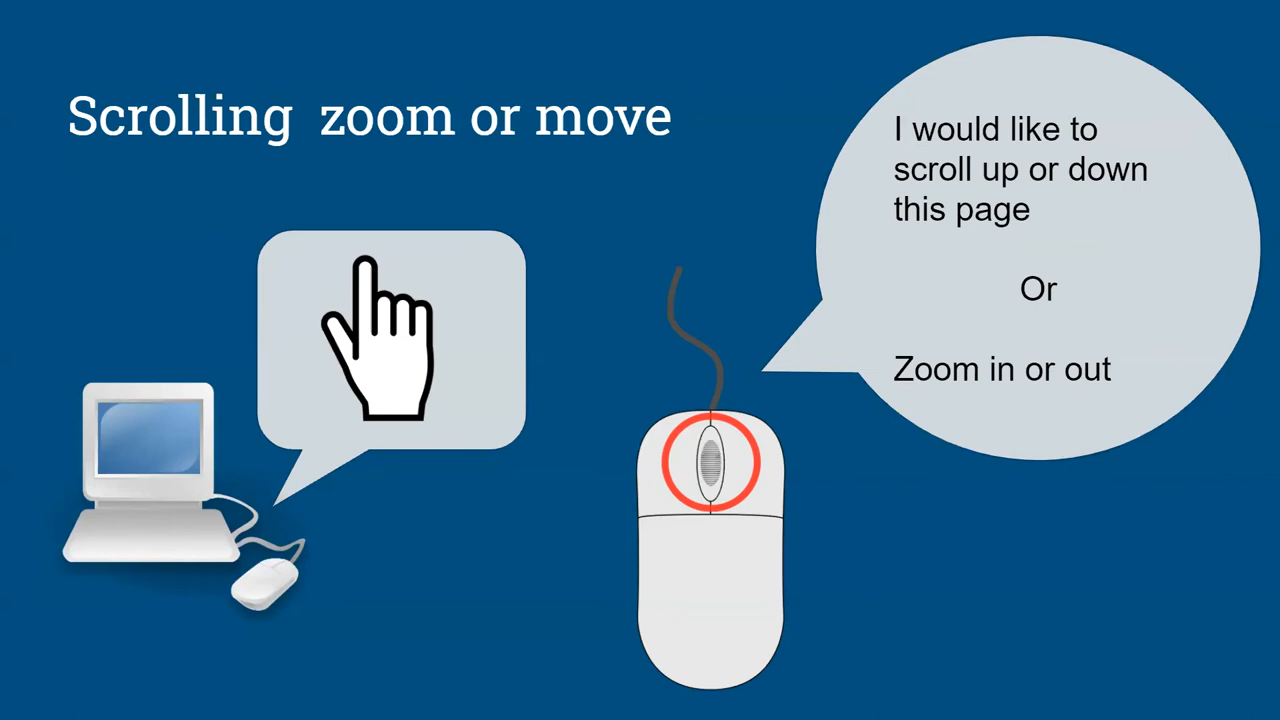 Scrolling  zoom or move
I would like to
scroll up or down
this page
Or
Zoom in or out